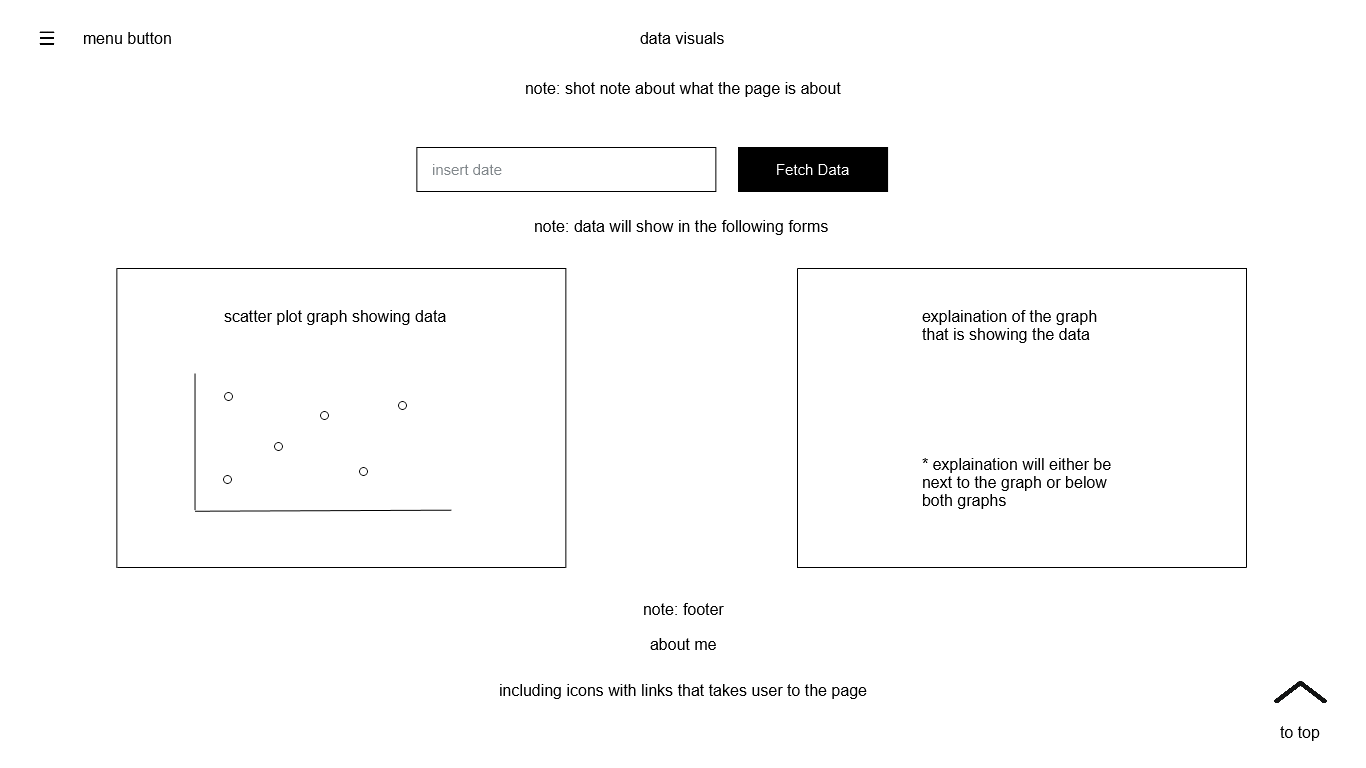 ☰ menu button
data visuals
note: shot note about what the page is about
insert date
Fetch Data
note: data will show in the following forms
scatter plot graph showing data
explaination of the graph
that is showing the data
* explaination will either be
next to the graph or below
both graphs
note: footer
about me
including icons with links that takes user to the page
to top